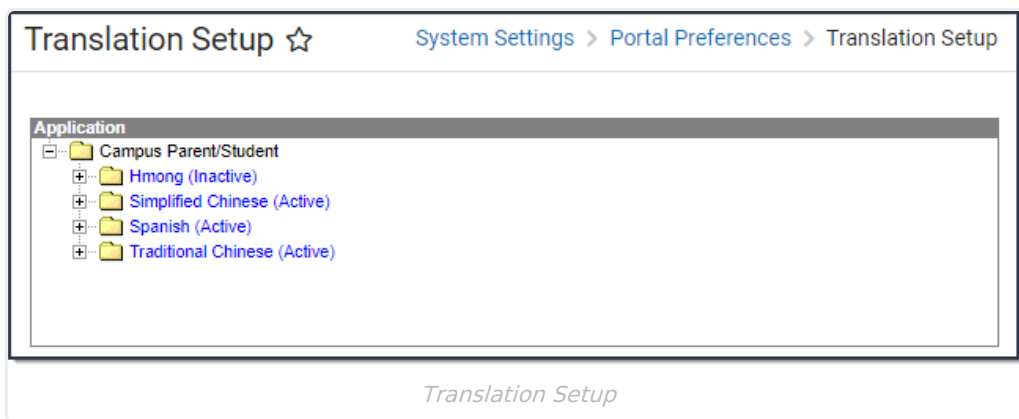 Translation Setup ☆
System Settings > Portal Preferences > Translation Setup
Application
Campus Parent/Student
Hmong (Inactive)
Simplified Chinese (Active)
Spanish (Active)
Traditional Chinese (Active)
Translation Setup